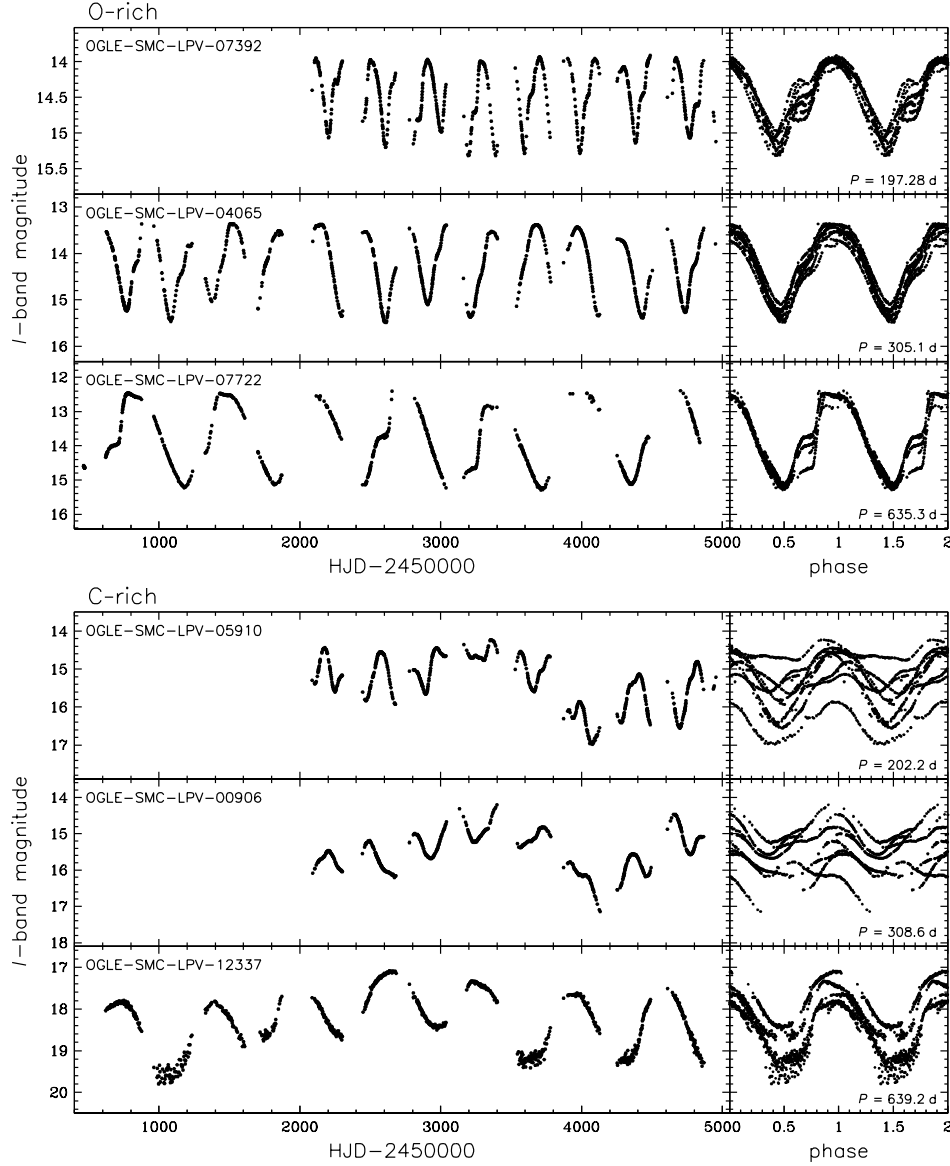 O-rich
OGLE-SMC-LPV-07392
14
14.5
15
15.5
P = 197.28 d
OGLE-SMC-LPV-04065
13
14
15
16
P = 305.1 d
OGLE-SMC-LPV-07722
12
13
14
15
16
P = 635.3 d
I-band magnitude
1000 2000 3000 4000 5000
0.5 1 1.5 2
HJD-2450000
phase
C-rich
OGLE-SMC-LPV-05910
14
15
16
17
P = 202.2 d
OGLE-SMC-LPV-00906
14
15
16
17
18
P = 308.6 d
OGLE-SMC-LPV-12337
17
18
19
20
P = 639.2 d
I-band magnitude
1000 2000 3000 4000 5000
0.5 1 1.5 2
HJD-2450000
phase